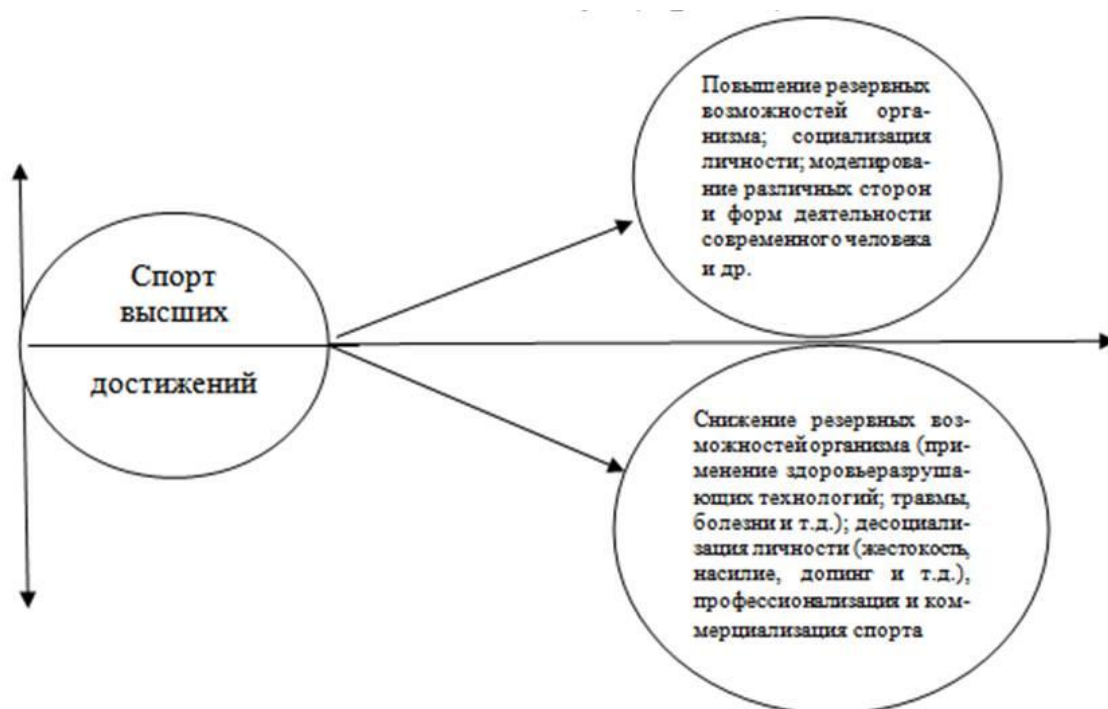 Спорт
высших
достижений
Повышение резервных
возможностей орга-
низма; социализация
личности; моделирова-
ние различных сторон
и форм деятельности
современного человека
и др.
Снижение резервных воз-
можностей организма (при-
менение здоровьеразруша-
ющих технологий; травмы,
болезни и т.д.); десоциали-
зация личности (жестокость,
насилие, допинг и т.д.),
профессионализация и ком-
мерциализация спорта